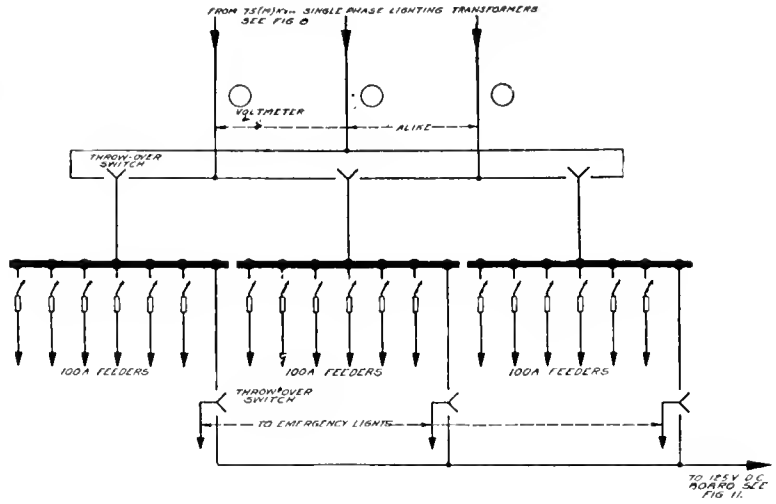 FROM 75(M)Kva SINGLE PHASE LIGHTING TRANSFORMERS
SEE FIG 8
VOLTMETER
ALIKE
THROW-OVER
SWITCH
100A FEEDERS
100A FEEDERS
100A FEEDERS
THROW-OVER
SWITCH
TO EMERGENCY LIGHTS
TO 125V D.C.
BOARD SEE
FIG 11.